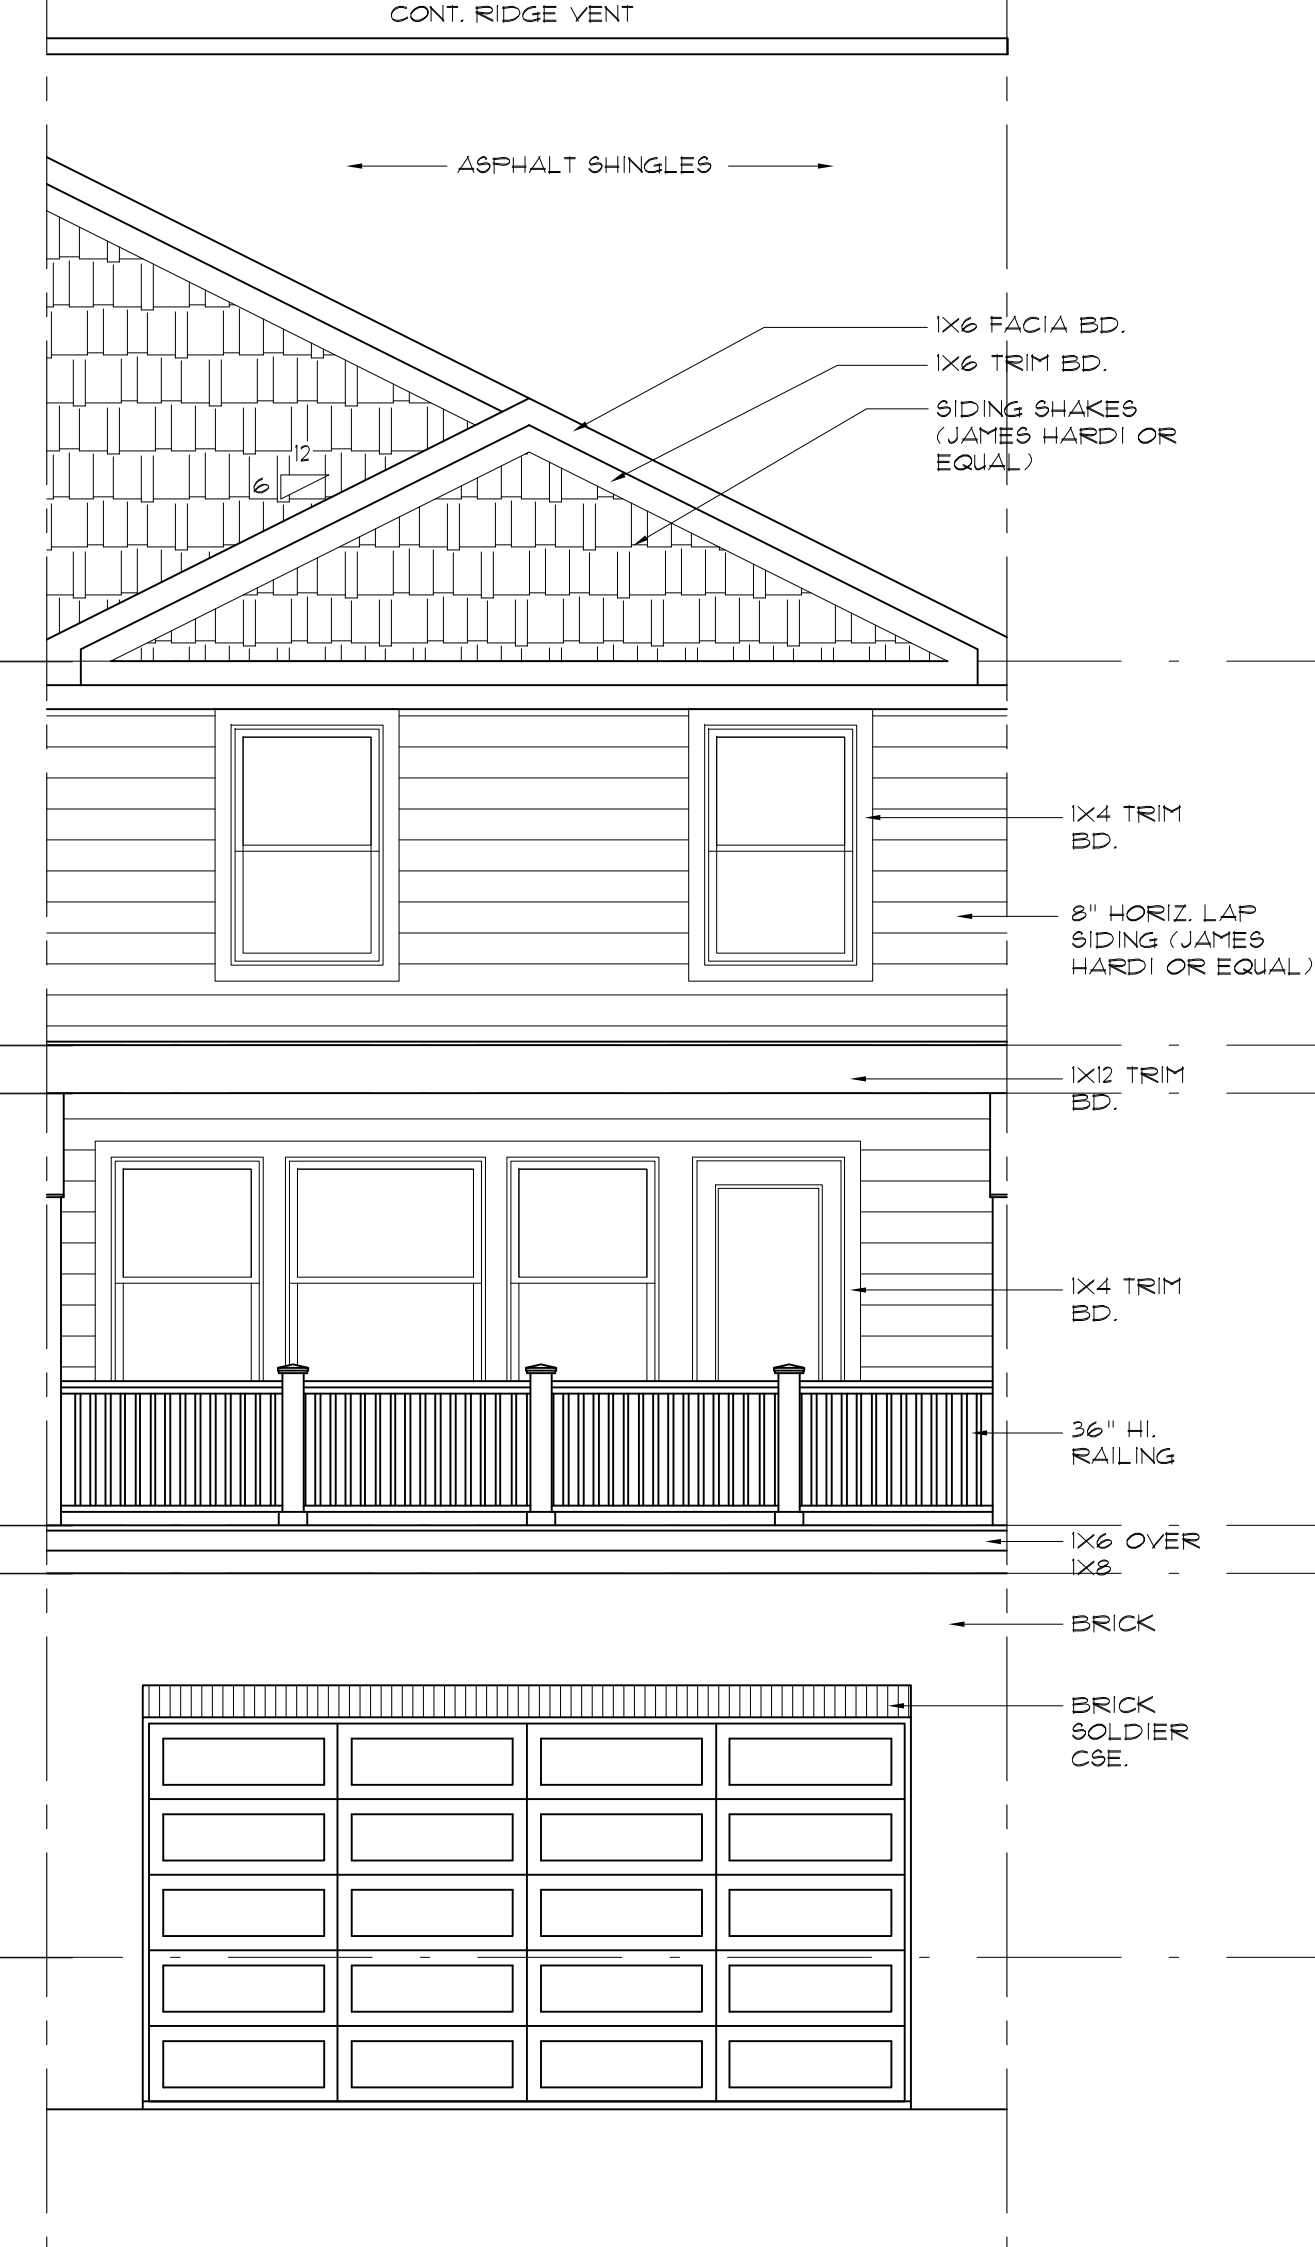 CONT. RIDGE VENT
ASPHALT SHINGLES
1X6 FACIA BD.
1X6 TRIM BD.
SIDING SHAKES
(JAMES HARDI OR
EQUAL)
12
6
1X4 TRIM
BD.
8" HORIZ. LAP
SIDING (JAMES
HARDI OR EQUAL)
1X12 TRIM
BD.
1X4 TRIM
BD.
36" HI.
RAILING
1X6 OVER
1X8
BRICK
BRICK
SOLDIER
CSE.